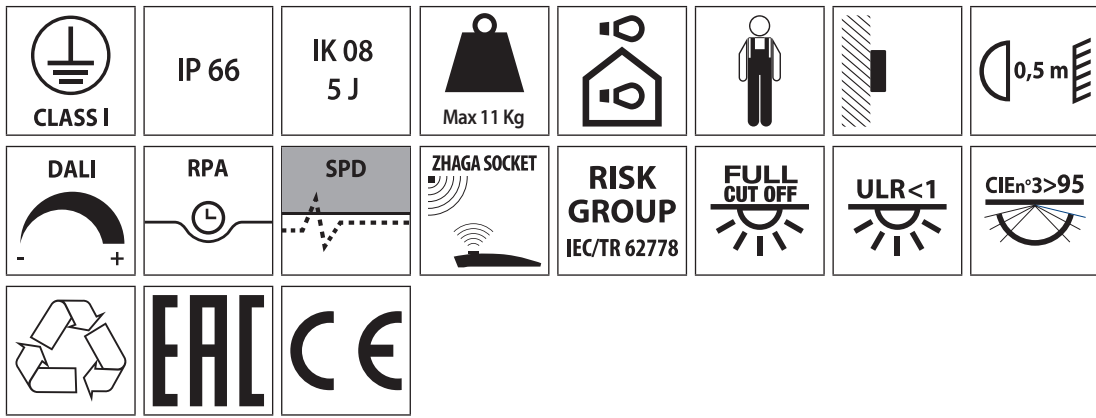 CLASS I
IP 66
IK 08
5 J
Max 11 Kg
0,5 m
DALI
- +
RPA
SPD
ZHAGA SOCKET
RISK
GROUP
IEC/TR 62778
FULL
CUT OFF
ULR<1
CIEn°3>95
EAC
CE